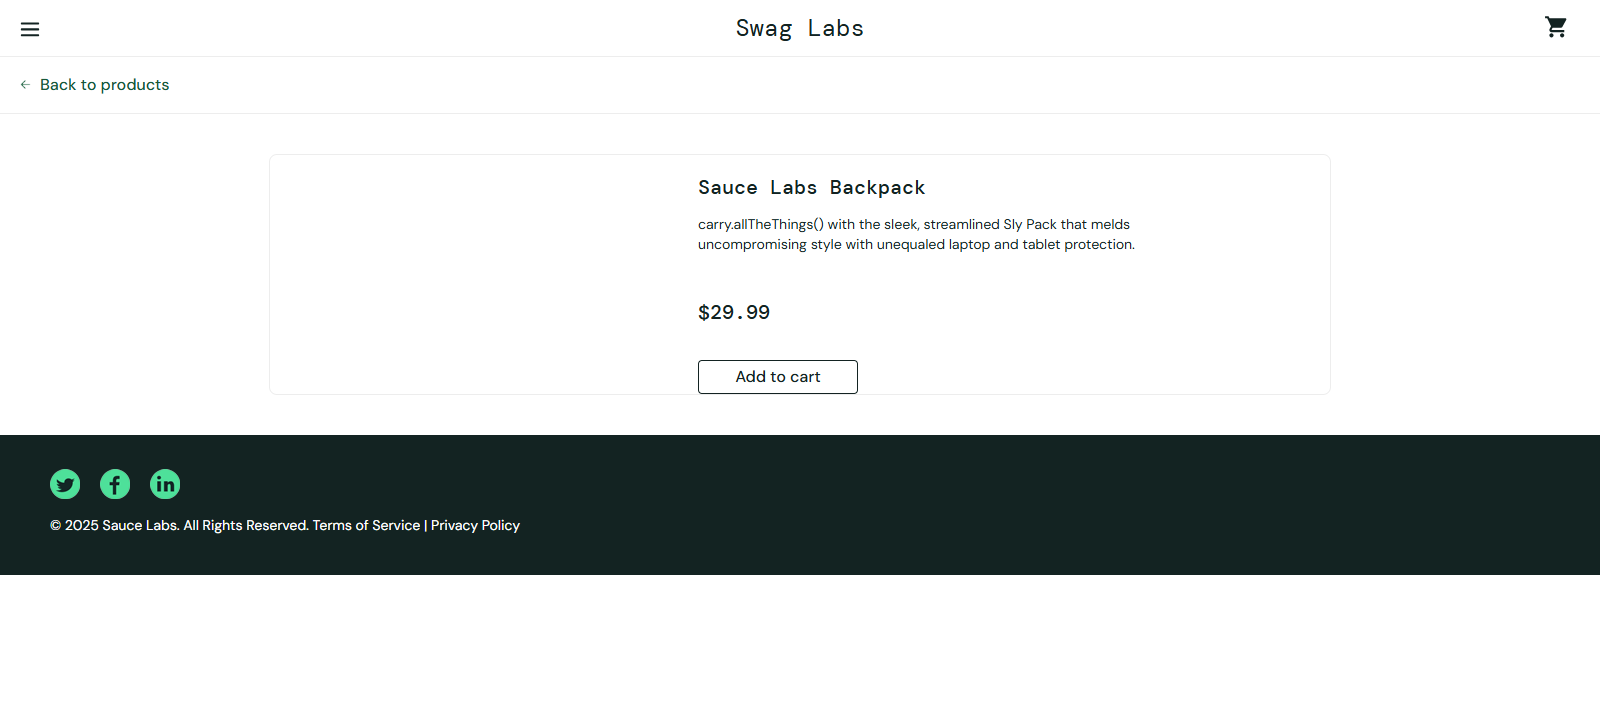 Swag Labs
Back to products
Sauce Labs Backpack
carry.allTheThings() with the sleek, streamlined Sly Pack that melds
uncompromising style with unequaled laptop and tablet protection.
$29.99
Add to cart
© 2025 Sauce Labs. All Rights Reserved. Terms of Service | Privacy Policy